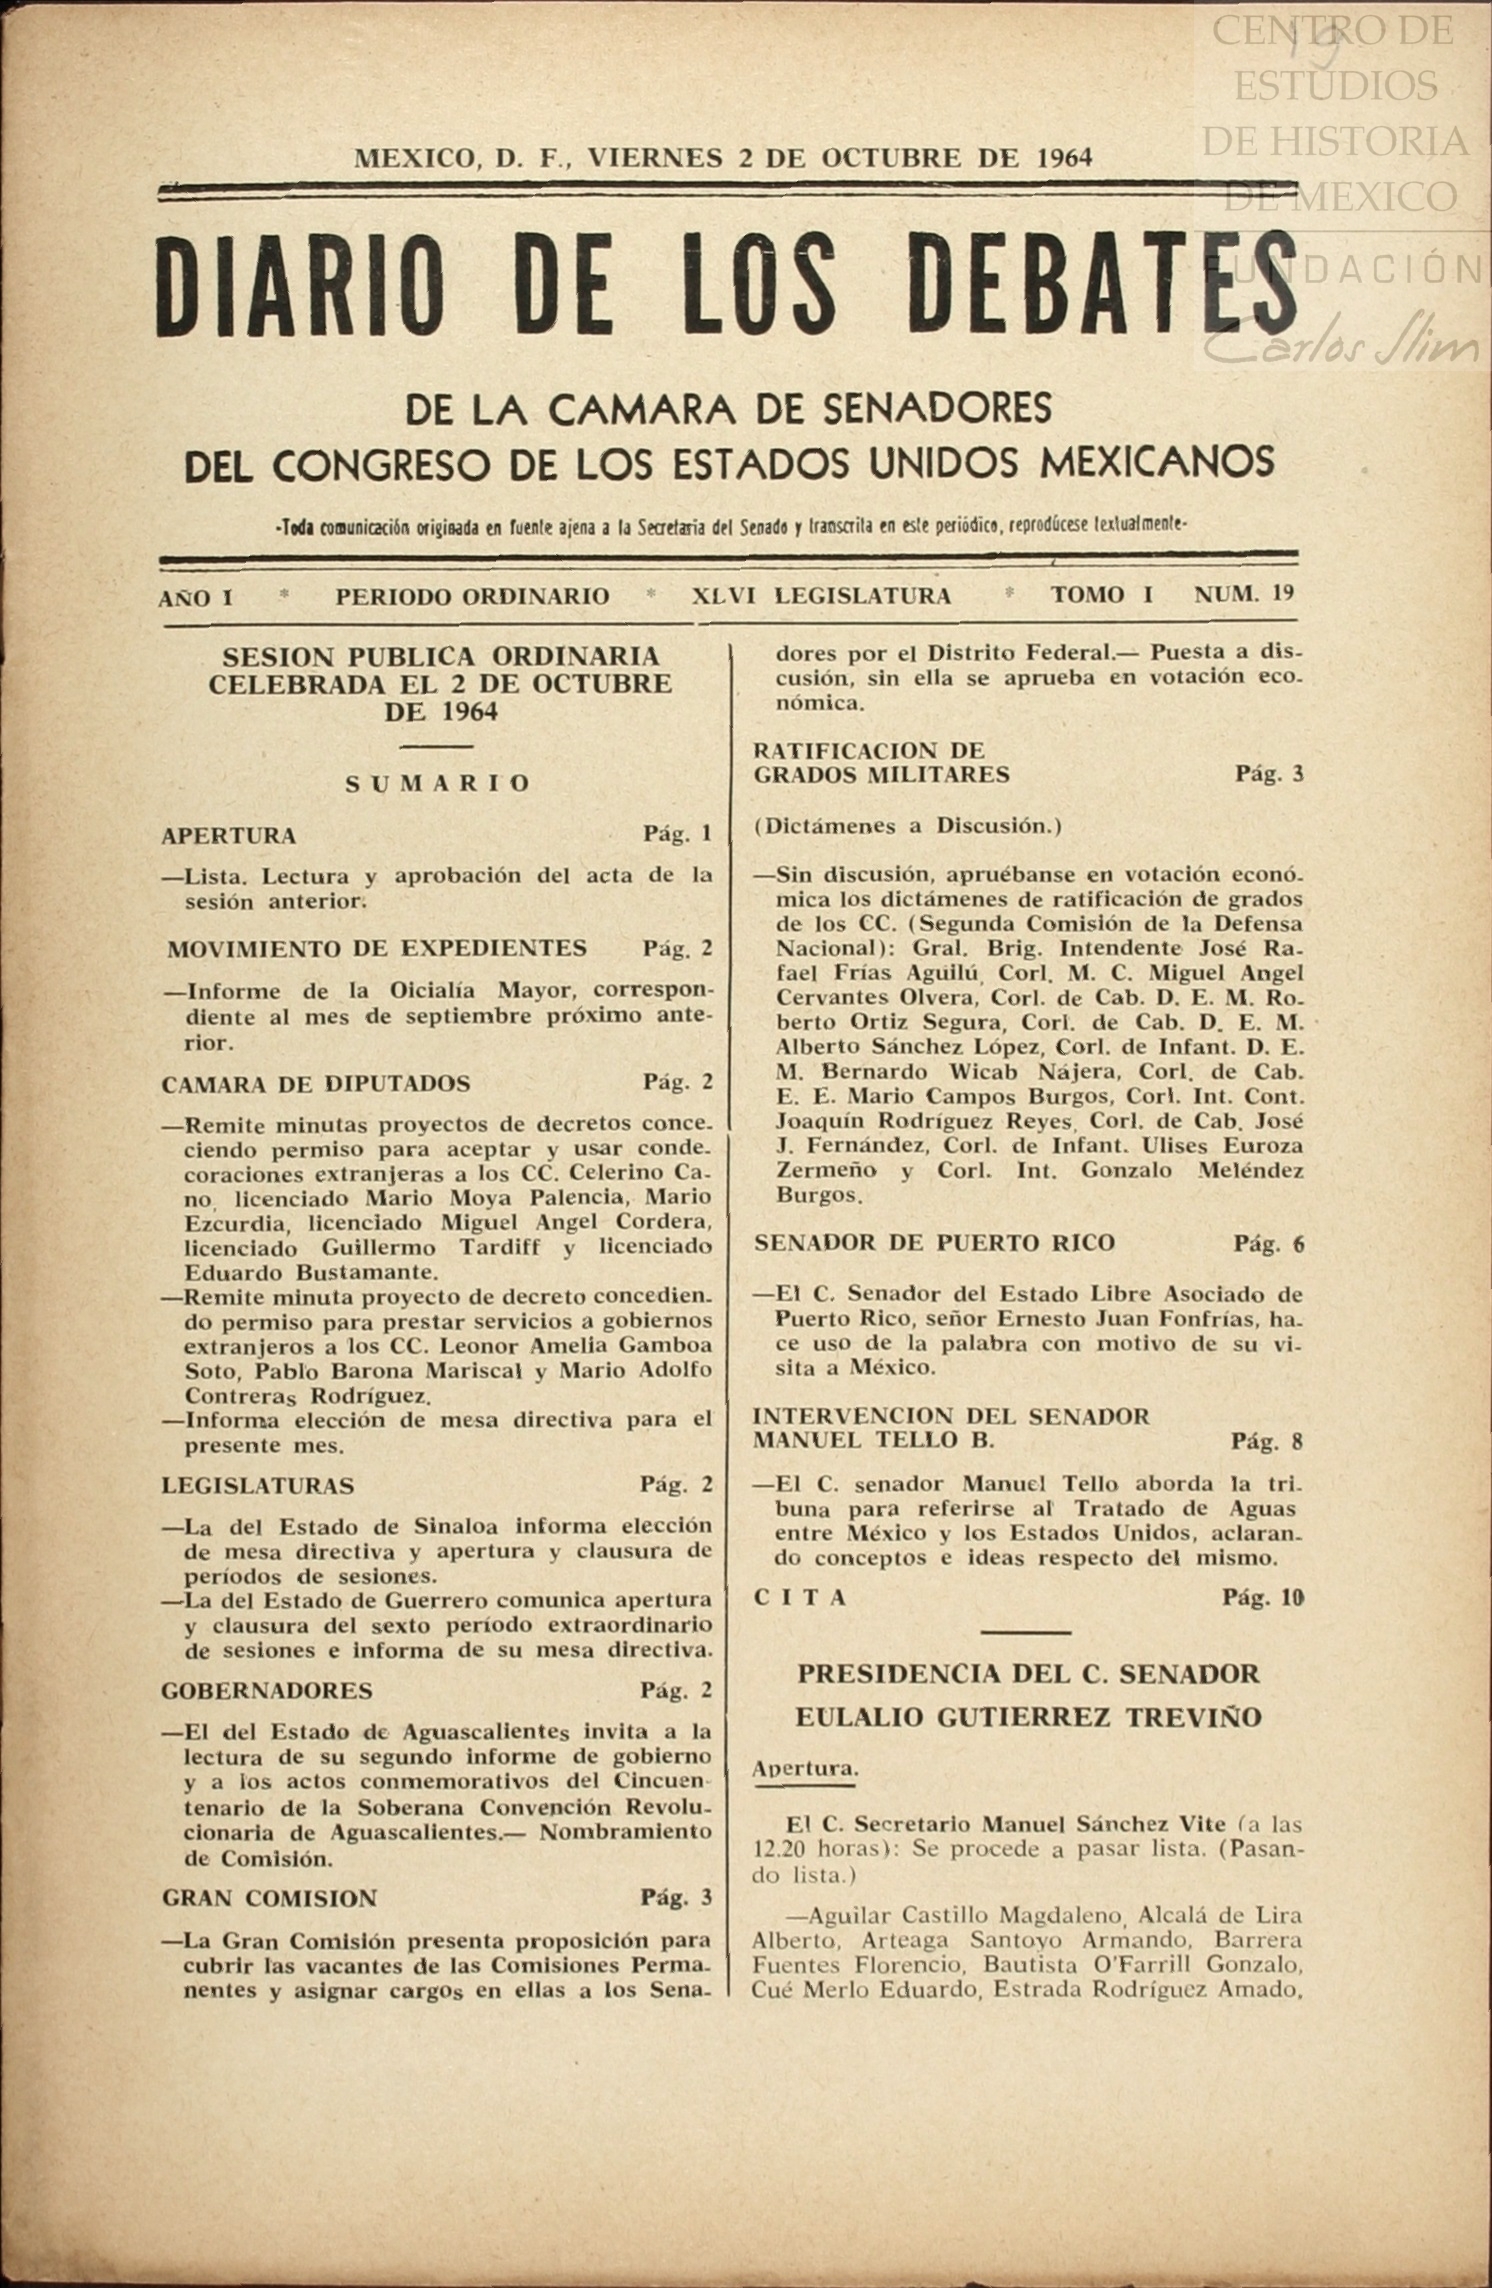 CENTRO DE
ESTUDIOS
DE HISTORIA
DE MEXICO
FUNDACIÓN
Carlos Slim
MEXICO, D. F., VIERNES 2 DE OCTUBRE DE 1964
DIARIO DE LOS DEBATES
DE LA CAMARA DE SENADORES
DEL CONGRESO DE LOS ESTADOS UNIDOS MEXICANOS
-Toda comunicación originada en fuente ajena a la Secretaría del Senado y transcrita en este periódico, reprodúcese textualmente-
AÑO I * PERIODO ORDINARIO * XLVI LEGISLATURA * TOMO I NUM. 19
SESION PUBLICA ORDINARIA
CELEBRADA EL 2 DE OCTUBRE
DE 1964
SUMARIO
APERTURA Pág. 1
—Lista. Lectura y aprobación del acta de la
sesión anterior.
MOVIMIENTO DE EXPEDIENTES Pág. 2
—Informe de la Oicialía Mayor, correspon-
diente al mes de septiembre próximo ante-
rior.
CAMARA DE DIPUTADOS Pág. 2
—Remite minutas proyectos de decretos conce-
ciendo permiso para aceptar y usar conde-
coraciones extranjeras a los CC. Celerino Ca-
no, licenciado Mario Moya Palencia, Mario
Ezcurdia, licenciado Miguel Angel Cordera,
licenciado Guillermo Tardiff y licenciado
Eduardo Bustamante.
—Remite minuta proyecto de decreto concedien-
do permiso para prestar servicios a gobiernos
extranjeros a los CC. Leonor Amelia Gamboa
Soto, Pablo Barona Mariscal y Mario Adolfo
Contreras Rodríguez.
—Informa elección de mesa directiva para el
presente mes.
LEGISLATURAS Pág. 2
—La del Estado de Sinaloa informa elección
de mesa directiva y apertura y clausura de
períodos de sesiones.
—La del Estado de Guerrero comunica apertura
y clausura del sexto período extraordinario
de sesiones e informa de su mesa directiva.
GOBERNADORES Pág. 2
—El del Estado de Aguascalientes invita a la
lectura de su segundo informe de gobierno
y a los actos conmemorativos del Cincuen-
tenario de la Soberana Convención Revolu-
cionaria de Aguascalientes.— Nombramiento
de Comisión.
GRAN COMISION Pág. 3
—La Gran Comisión presenta proposición para
cubrir las vacantes de las Comisiones Perma-
nentes y asignar cargos en ellas a los Sena-
dores por el Distrito Federal.— Puesta a dis-
cusión, sin ella se aprueba en votación eco-
nómica.
RATIFICACION DE
GRADOS MILITARES Pág. 3
(Dictámenes a Discusión.)
—Sin discusión, apruébanse en votación econó-
mica los dictámenes de ratificación de grados
de los CC. (Segunda Comisión de la Defensa
Nacional): Gral. Brig. Intendente José Ra-
fael Frías Aguilú, Corl. M. C. Miguel Angel
Cervantes Olvera, Corl. de Cab. D. E. M. Ro-
berto Ortiz Segura, Corl. de Cab. D. E. M.
Alberto Sánchez López, Corl. de Infant. D. E.
M. Bernardo Wicab Nájera, Corl. de Cab.
E. E. Mario Campos Burgos, Corl. Int. Cont.
Joaquín Rodríguez Reyes, Corl. de Cab. José
J. Fernández, Corl. de Infant. Ulises Euroza
Zermeño y Corl. Int. Gonzalo Meléndez
Burgos.
SENADOR DE PUERTO RICO Pág. 6
—El C. Senador del Estado Libre Asociado de
Puerto Rico, señor Ernesto Juan Fonfrías, ha-
ce uso de la palabra con motivo de su vi-
sita a México.
INTERVENCION DEL SENADOR
MANUEL TELLO B. Pág. 8
—El C. senador Manuel Tello aborda la tri-
buna para referirse al Tratado de Aguas
entre México y los Estados Unidos, aclaran-
do conceptos e ideas respecto del mismo.
CITA Pág. 10
PRESIDENCIA DEL C. SENADOR
EULALIO GUTIERREZ TREVIÑO
Apertura.
El C. Secretario Manuel Sánchez Vite (a las
12.20 horas): Se procede a pasar lista. (Pasan-
do lista.)
—Aguilar Castillo Magdaleno, Alcalá de Lira
Alberto, Arteaga Santoyo Armando, Barrera
Fuentes Florencio, Bautista O'Farrill Gonzalo,
Cué Merlo Eduardo, Estrada Rodríguez Amado,